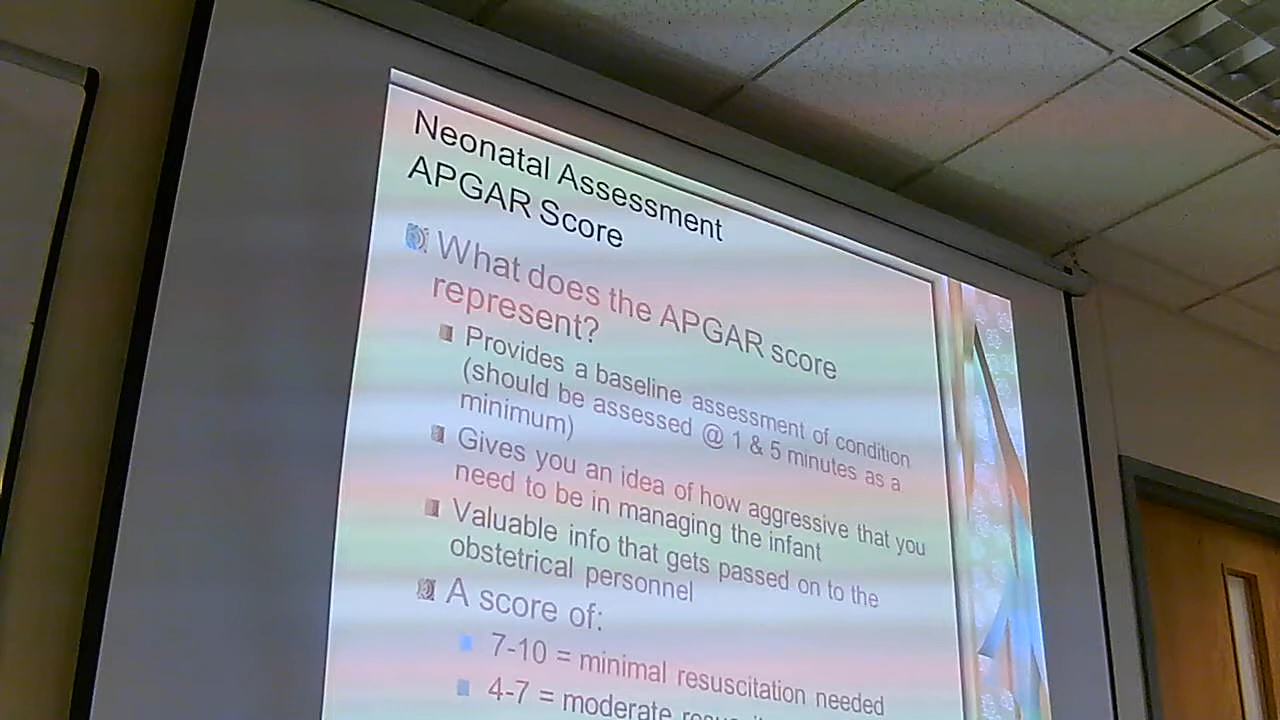 Neonatal Assessment
APGAR Score
What does the APGAR score
represent?
Provides a baseline assessment of condition
(should be assessed @ 1 & 5 minutes as a
minimum)
Gives you an idea of how aggressive that you
need to be in managing the infant
Valuable info that gets passed on to the
obstetrical personnel
A score of:
7-10 = minimal resuscitation needed
4-7 = moderate